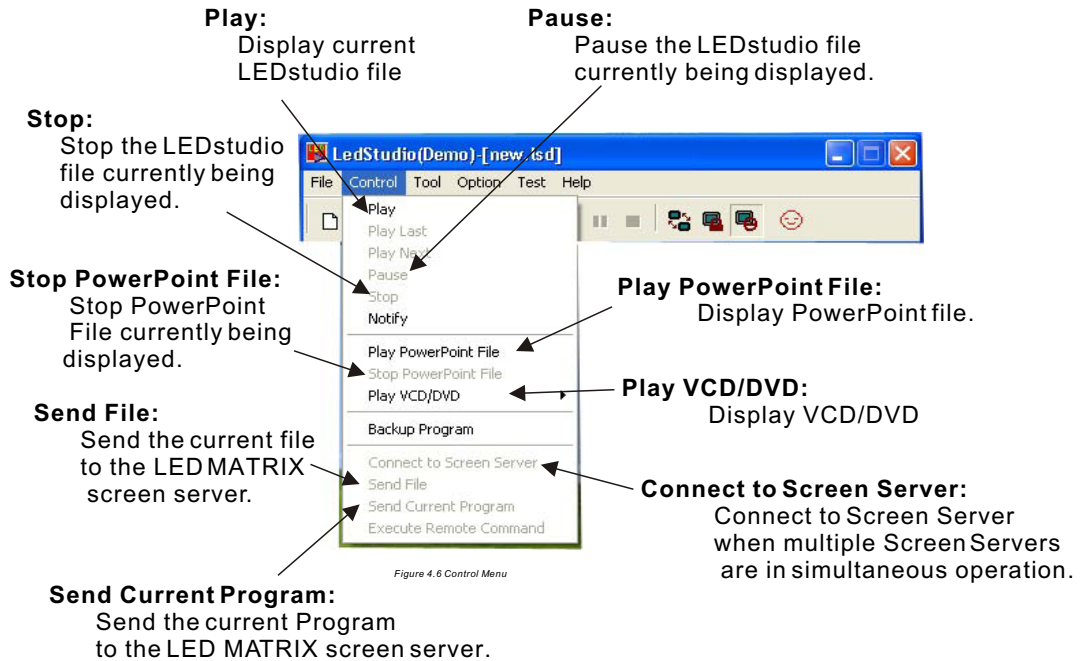 Play:
Display current
LEDstudio file
Pause:
Pause the LEDstudio file
currently being displayed.
Stop:
Stop the LEDstudio
file currently being
displayed.
LedStudio(Demo)-[new.lsd]
File Control Tool Option Test Help
Play
Play Last
Play Next
Pause
Stop
Notify
Play PowerPoint File
Stop PowerPoint File
Play VCD/DVD
Backup Program
Connect to Screen Server
Send File
Send Current Program
Execute Remote Command
Stop PowerPoint File:
Stop PowerPoint
File currently being
displayed.
Play PowerPoint File:
Display PowerPoint file.
Play VCD/DVD:
Display VCD/DVD
Send File:
Send the current file
to the LED MATRIX
screen server.
Connect to Screen Server:
Connect to Screen Server
when multiple Screen Servers
are in simultaneous operation.
Figure 4.6 Control Menu
Send Current Program:
Send the current Program
to the LED MATRIX screen server.